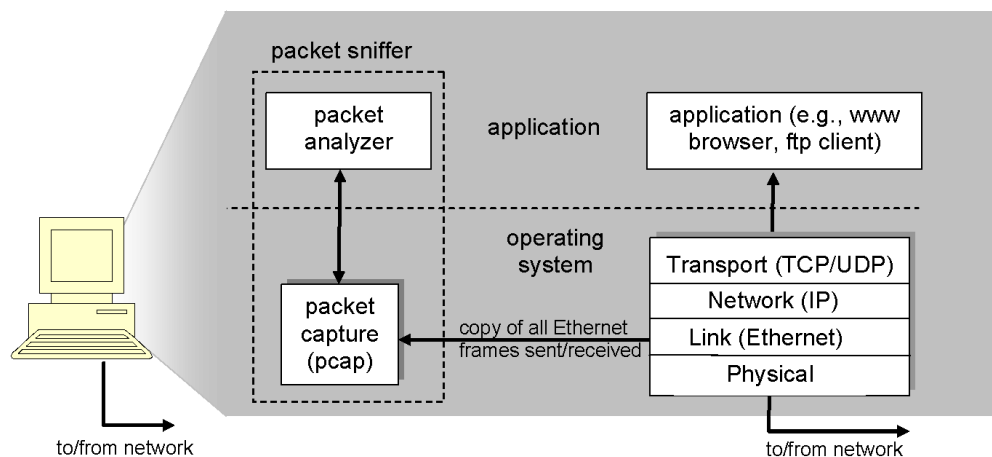 packet sniffer
packet
analyzer
application
application (e.g., www
browser, ftp client)
operating
system
packet
capture
(pcap)
copy of all Ethernet
frames sent/received
Transport (TCP/UDP)
Network (IP)
Link (Ethernet)
Physical
to/from network
to/from network